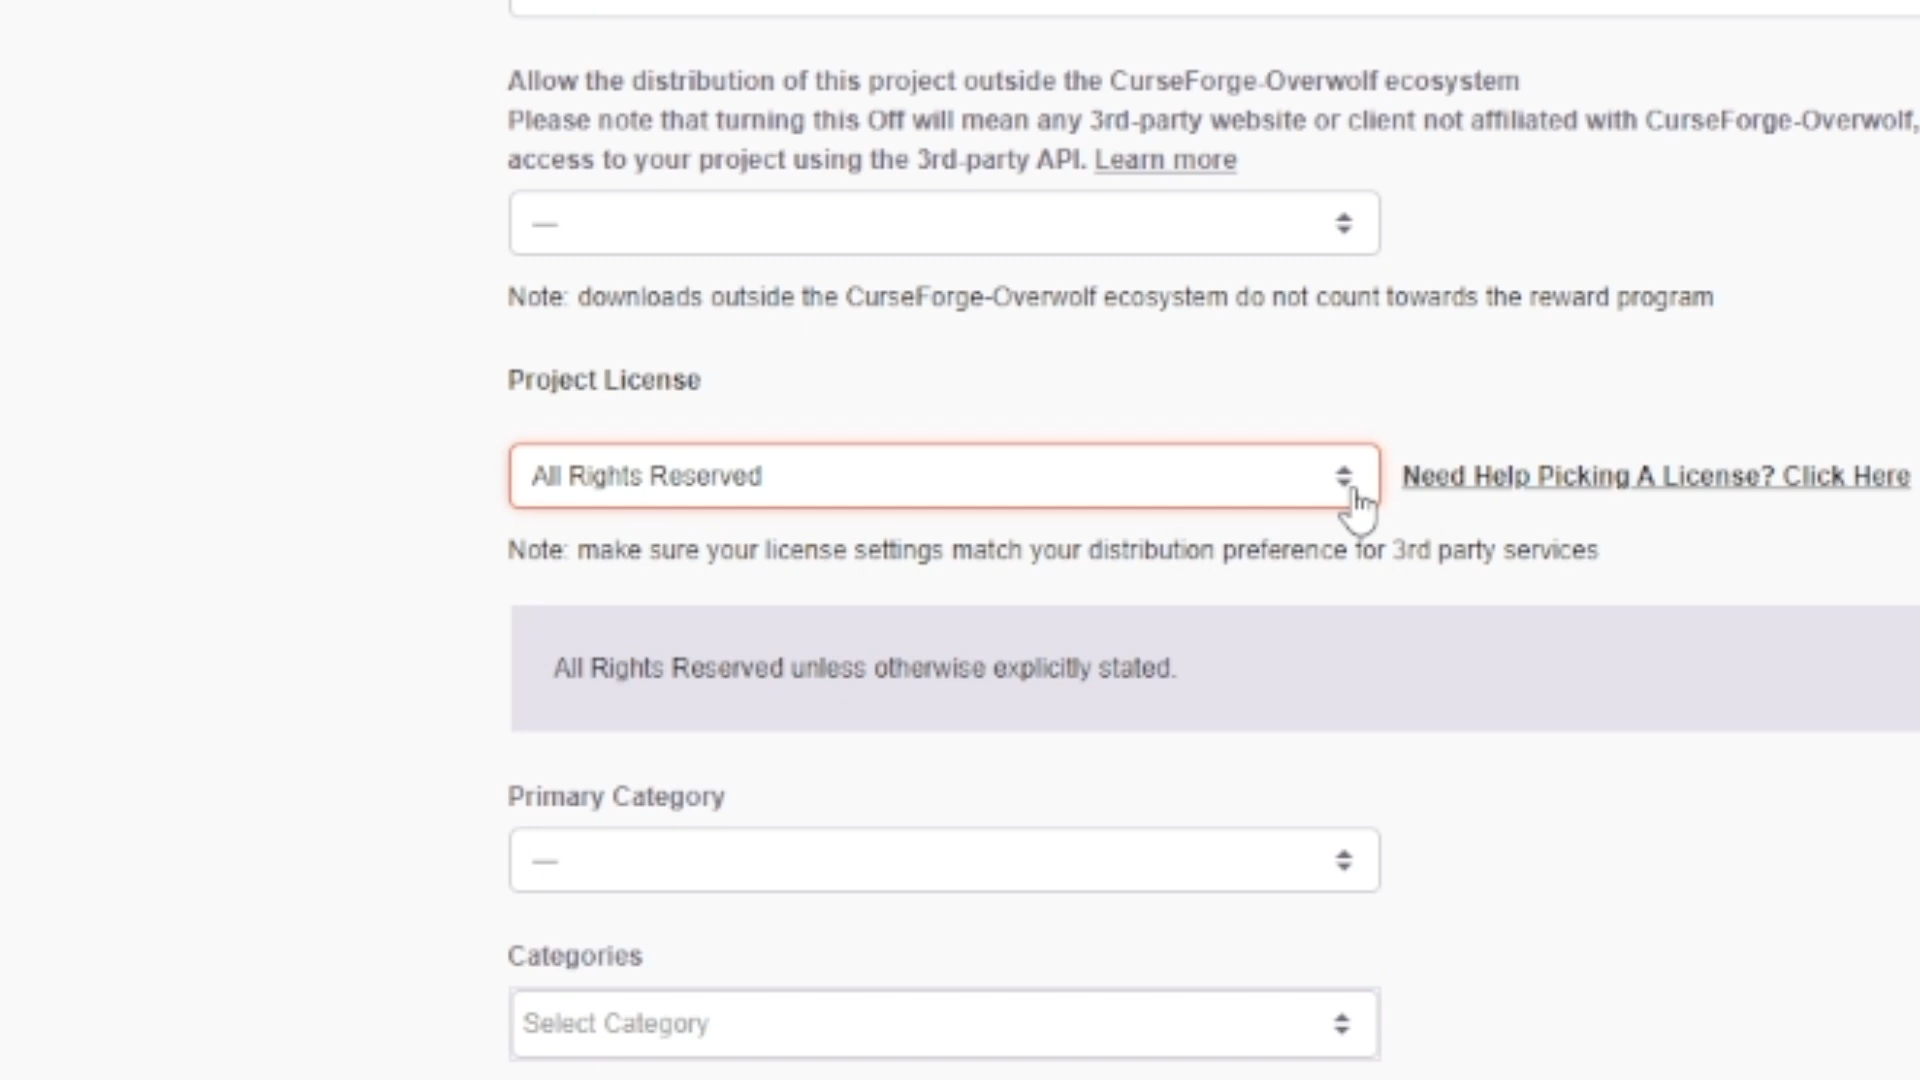 Allow the distribution of this project outside the CurseForge-Overwolf ecosystem
Please note that turning this Off will mean any 3rd-party website or client not affiliated with CurseForge-Overwolf,
access to your project using the 3rd-party API. Learn more
—
Note: downloads outside the CurseForge-Overwolf ecosystem do not count towards the reward program
Project License
All Rights Reserved
Need Help Picking A License? Click Here
Note: make sure your license settings match your distribution preference for 3rd party services
All Rights Reserved unless otherwise explicitly stated.
Primary Category
—
Categories
Select Category